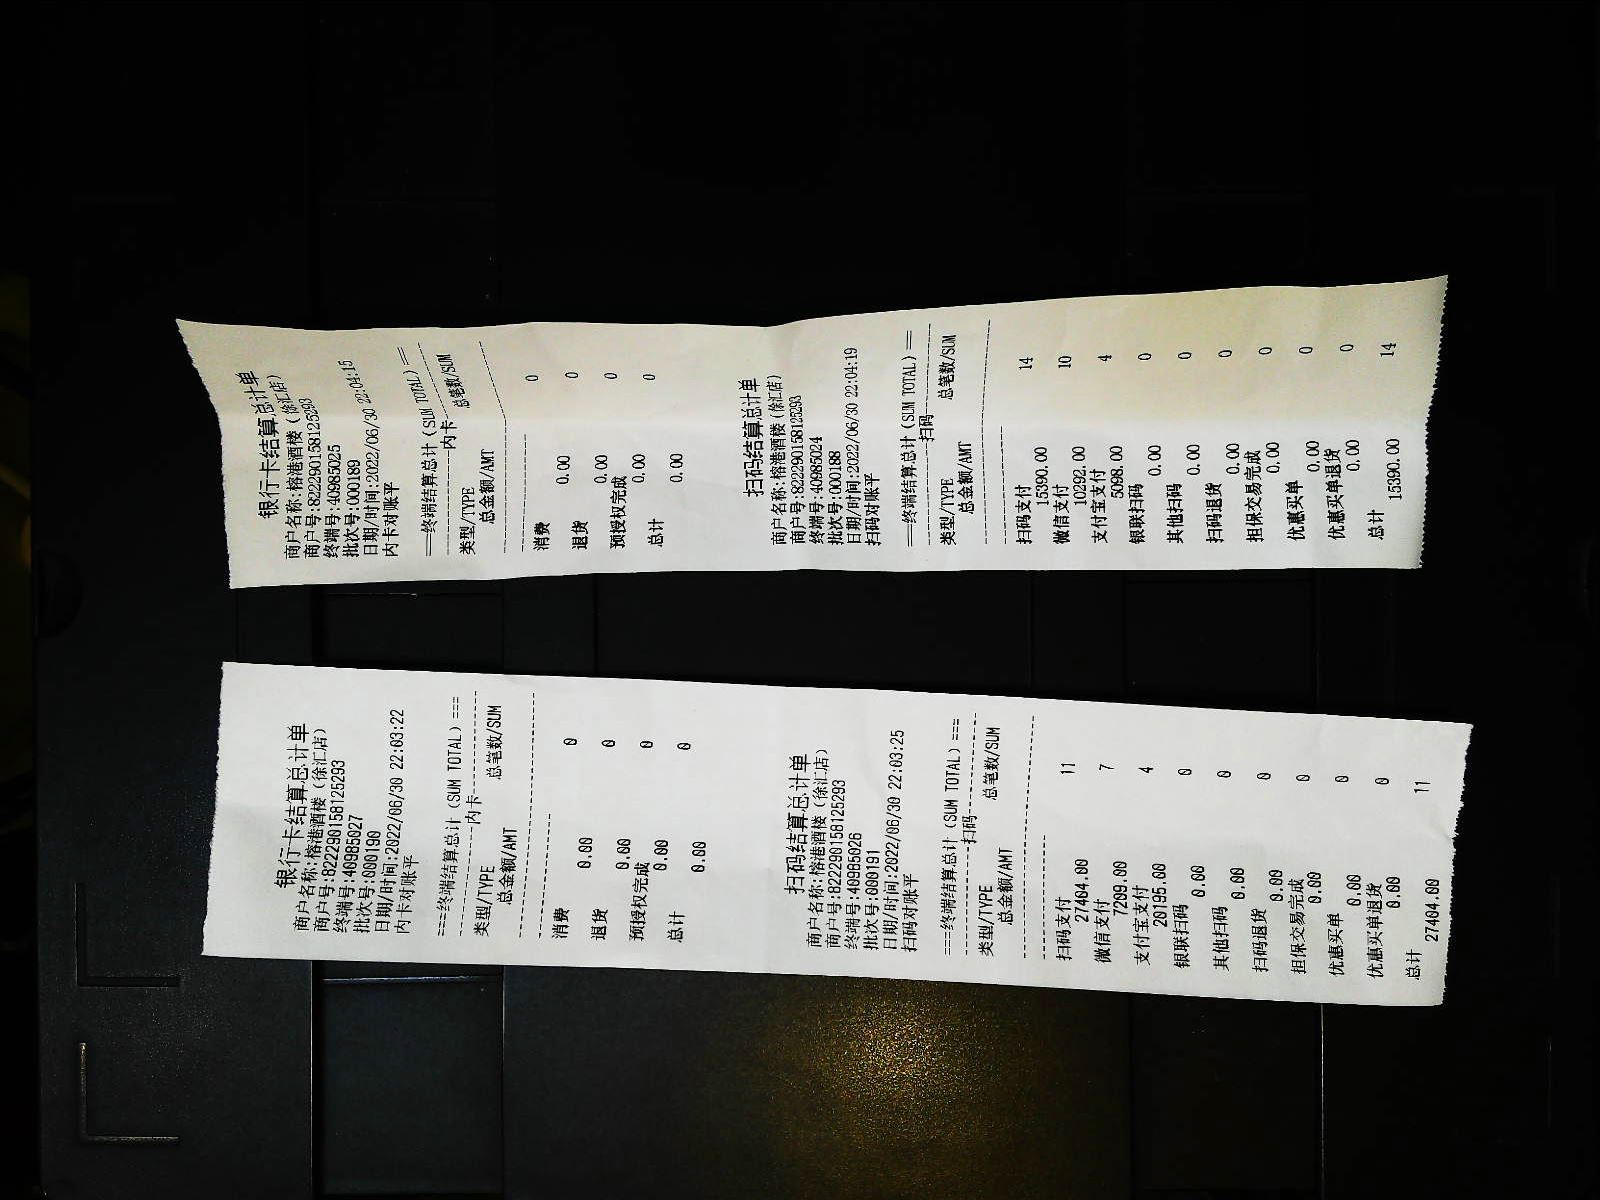 银行卡结算总计单
商户名称:榕港酒楼(徐汇店)
商户号:822290158125293
终端号:40985025
批次号:000189
日期/时间:2022/06/30 22:04:15
内卡对账平
===终端结算总计(SUM TOTAL)===
----------内卡----------
类型/TYPE 总笔数/SUM
总金额/AMT
消费 0
0.00
退货 0
0.00
预授权完成 0
0.00
总计 0
0.00
扫码结算总计单
商户名称:榕港酒楼(徐汇店)
商户号:822290158125293
终端号:40985024
批次号:000188
日期/时间:2022/06/30 22:04:19
扫码对账平
===终端结算总计(SUM TOTAL)===
----------扫码----------
类型/TYPE 总笔数/SUM
总金额/AMT
扫码支付 14
15390.00
微信支付 10
10292.00
支付宝支付 4
5098.00
银联扫码 0
0.00
其他扫码 0
0.00
扫码退货 0
0.00
担保交易完成 0
0.00
优惠买单 0
0.00
优惠买单退货 0
0.00
总计 14
15390.00
银行卡结算总计单
商户名称:榕港酒楼(徐汇店)
商户号:822290158125293
终端号:40985027
批次号:000190
日期/时间:2022/06/30 22:03:22
内卡对账平
===终端结算总计(SUM TOTAL)===
----------内卡----------
类型/TYPE 总笔数/SUM
总金额/AMT
消费 0
0.00
退货 0
0.00
预授权完成 0
0.00
总计 0
0.00
扫码结算总计单
商户名称:榕港酒楼(徐汇店)
商户号:822290158125293
终端号:40985026
批次号:000191
日期/时间:2022/06/30 22:03:25
扫码对账平
===终端结算总计(SUM TOTAL)===
----------扫码----------
类型/TYPE 总笔数/SUM
总金额/AMT
扫码支付 11
27404.00
微信支付 7
7209.00
支付宝支付 4
20195.00
银联扫码 0
0.00
其他扫码 0
0.00
扫码退货 0
0.00
担保交易完成 0
0.00
优惠买单 0
0.00
优惠买单退货 0
0.00
总计 11
27404.00